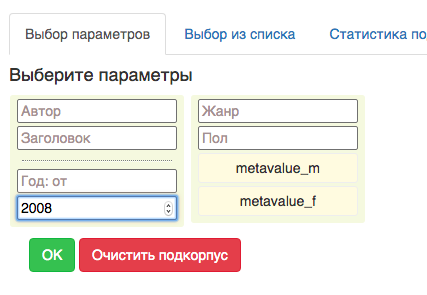 Выбор параметров Выбор из списка Статистика по
Выберите параметры
Автор
Заголовок
Год: от
2008
Жанр
Пол
metavalue_m
metavalue_f
OK Очистить подкорпус